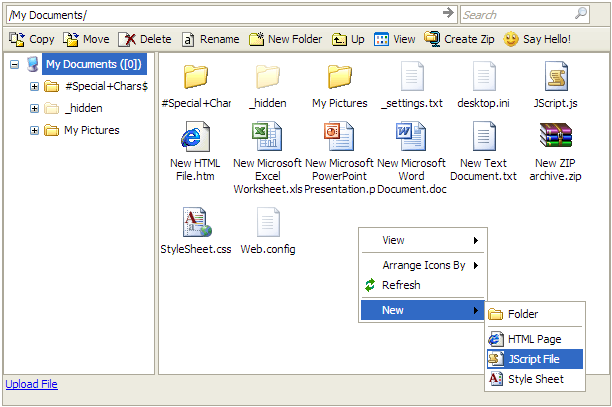 /My Documents/
Search
Copy Move Delete Rename New Folder Up View Create Zip Say Hello!
My Documents ([0])
#Special+Chars$
_hidden
My Pictures
#Special+Chars
_hidden
My Pictures
_settings.txt
desktop.ini
JScript.js
New HTML
File.htm
New Microsoft
Excel
Worksheet.xls
New Microsoft
PowerPoint
Presentation.p
New Microsoft
Word
Document.doc
New Text
Document.txt
New ZIP
archive.zip
StyleSheet.css
Web.config
View
Arrange Icons By
Refresh
New
Folder
HTML Page
JScript File
Style Sheet
Upload File